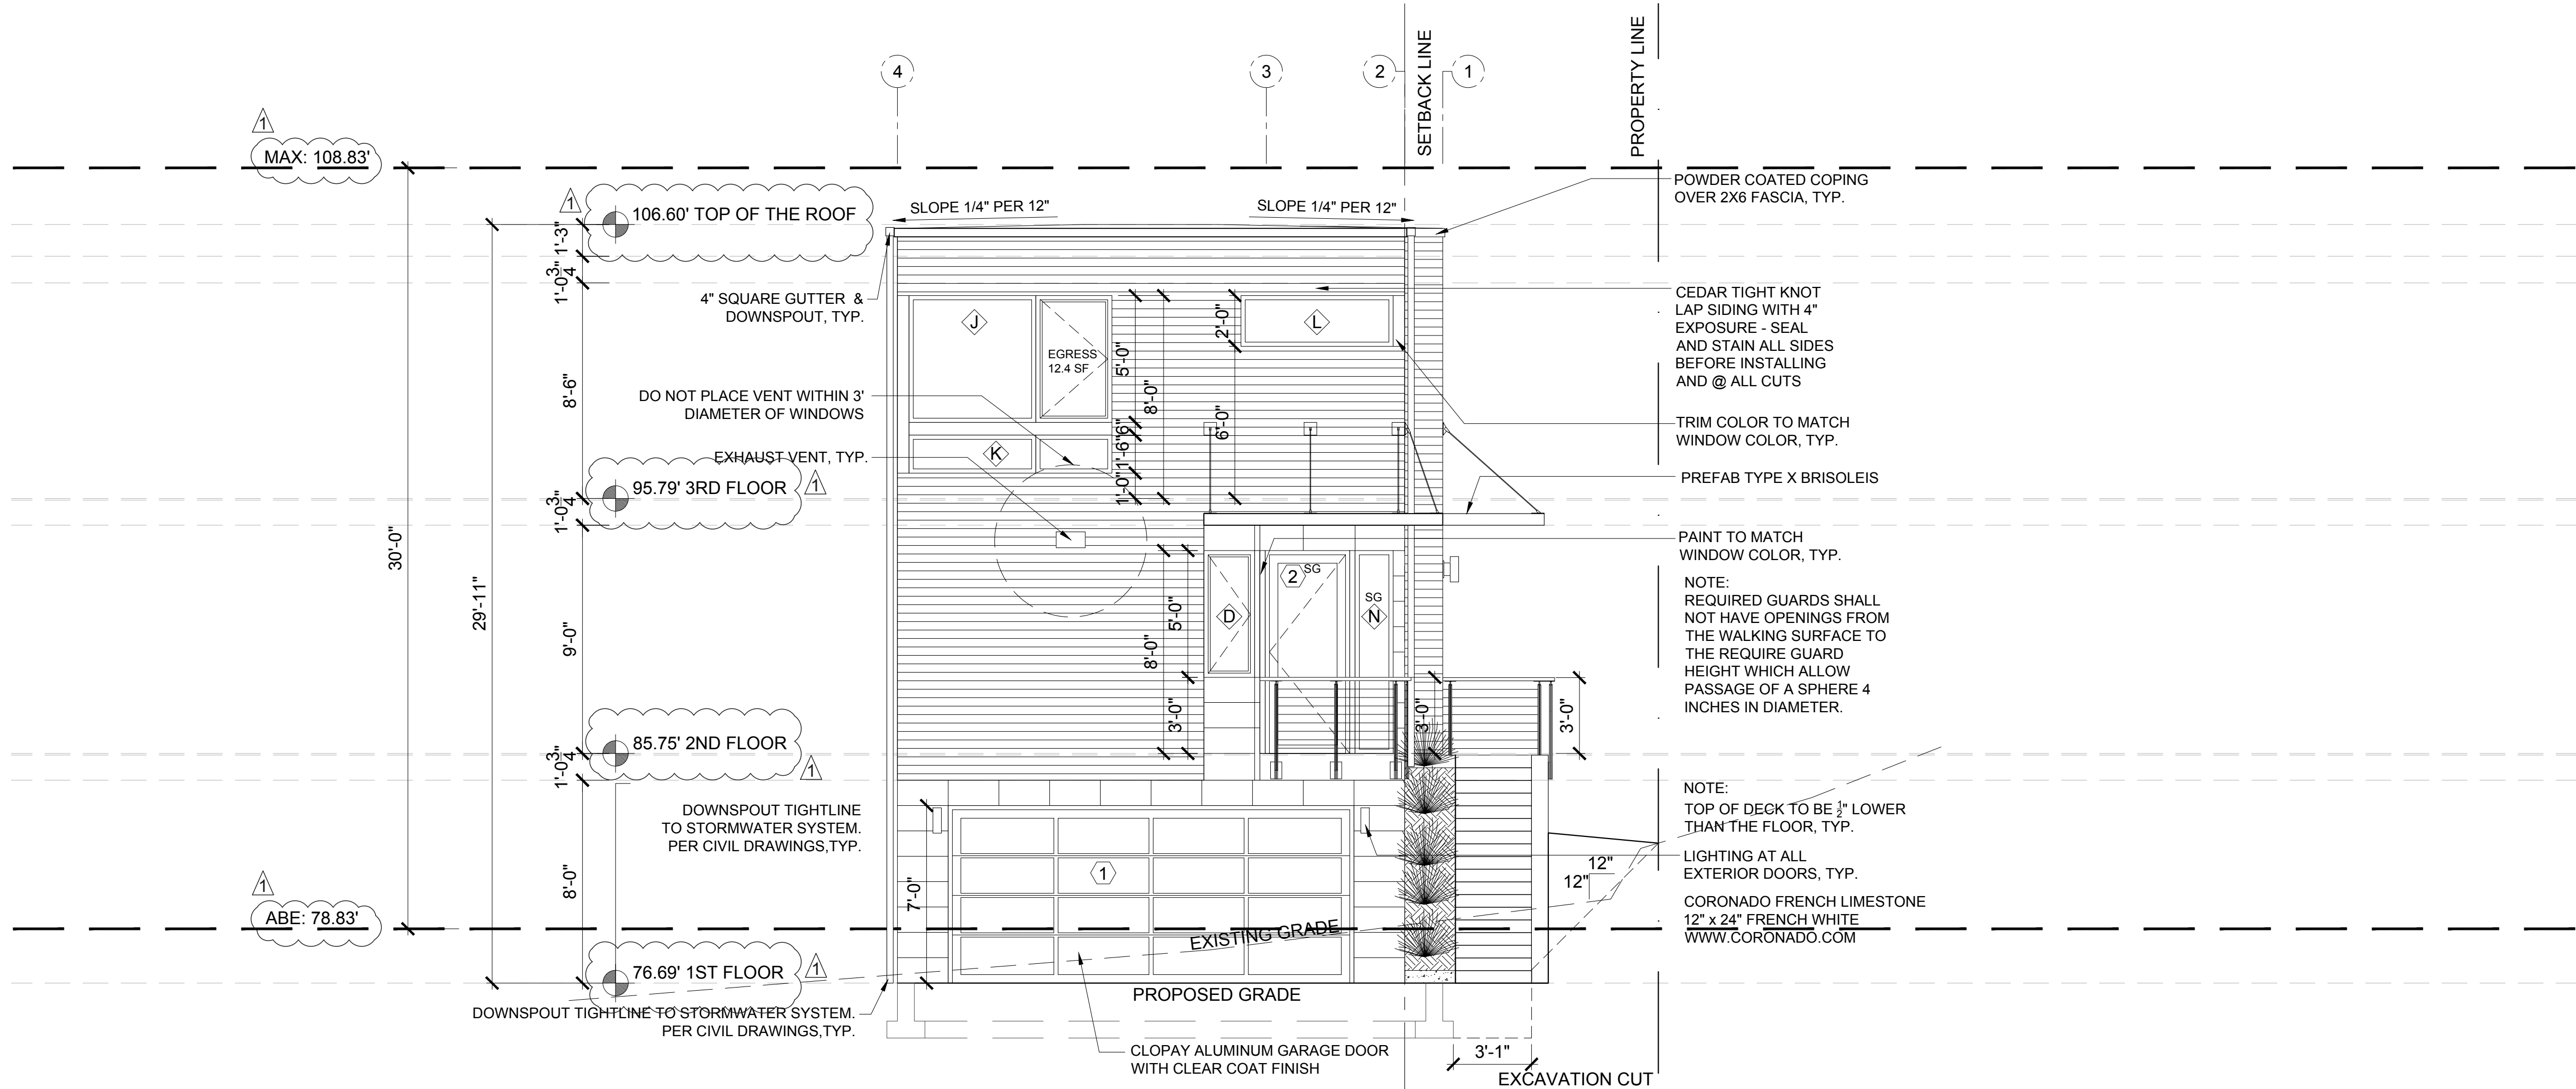 4
3
2
1
SETBACK LINE
PROPERTY LINE
1
MAX: 108.83'
1
106.60' TOP OF THE ROOF
SLOPE 1/4" PER 12"
SLOPE 1/4" PER 12"
POWDER COATED COPING
OVER 2X6 FASCIA, TYP.
1'-3"
1'-0 3/4"
8'-6"
1'-0 3/4"
9'-0"
1'-0 3/4"
8'-0"
30'-0"
29'-11"
4" SQUARE GUTTER &
DOWNSPOUT, TYP.
J
EGRESS
12.4 SF
L
K
5'-0"
6"
1'-6"
1'-0"
8'-0"
2'-0"
6'-0"
CEDAR TIGHT KNOT
LAP SIDING WITH 4"
EXPOSURE - SEAL
AND STAIN ALL SIDES
BEFORE INSTALLING
AND @ ALL CUTS
DO NOT PLACE VENT WITHIN 3'
DIAMETER OF WINDOWS
TRIM COLOR TO MATCH
WINDOW COLOR, TYP.
EXHAUST VENT, TYP.
PREFAB TYPE X BRISOLEIS
95.79' 3RD FLOOR
1
PAINT TO MATCH
WINDOW COLOR, TYP.
2
SG
SG
D
N
5'-0"
8'-0"
3'-0"
3'-0"
3'-0"
NOTE:
REQUIRED GUARDS SHALL
NOT HAVE OPENINGS FROM
THE WALKING SURFACE TO
THE REQUIRE GUARD
HEIGHT WHICH ALLOW
PASSAGE OF A SPHERE 4
INCHES IN DIAMETER.
85.75' 2ND FLOOR
1
DOWNSPOUT TIGHTLINE
TO STORMWATER SYSTEM.
PER CIVIL DRAWINGS,TYP.
NOTE:
TOP OF DECK TO BE 1/2" LOWER
THAN THE FLOOR, TYP.
LIGHTING AT ALL
EXTERIOR DOORS, TYP.
12"
12"
1
7'-0"
1
ABE: 78.83'
CORONADO FRENCH LIMESTONE
12" x 24" FRENCH WHITE
WWW.CORONADO.COM
EXISTING GRADE
76.69' 1ST FLOOR
1
PROPOSED GRADE
DOWNSPOUT TIGHTLINE TO STORMWATER SYSTEM.
PER CIVIL DRAWINGS,TYP.
CLOPAY ALUMINUM GARAGE DOOR
WITH CLEAR COAT FINISH
3'-1"
EXCAVATION CUT